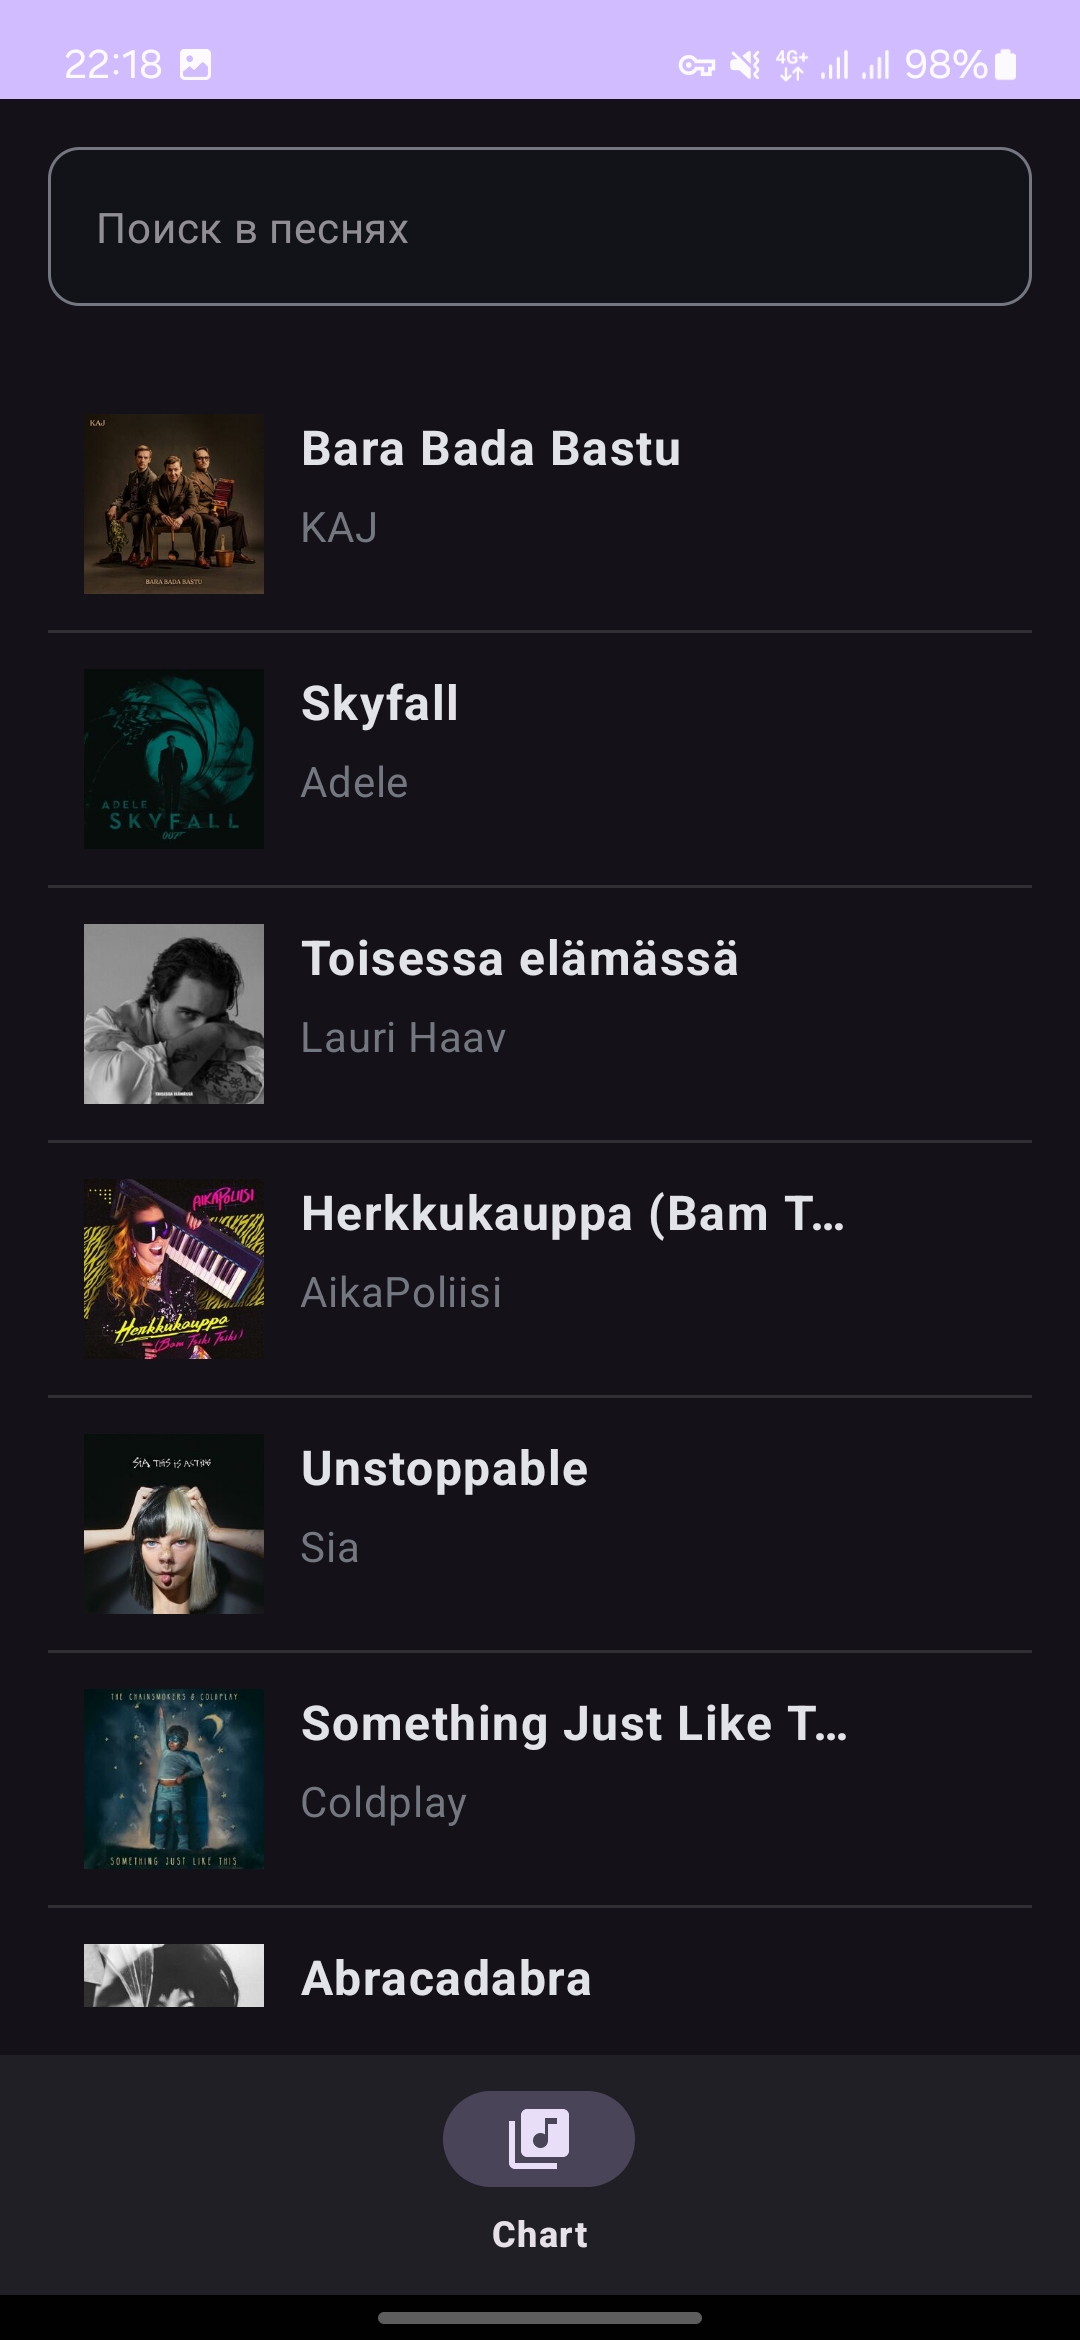 22:18
4G+
98%
Поиск в песнях
KAJ
BARA BADA BASTU
Bara Bada Bastu
KAJ
ADELE
SKYFALL
007
Skyfall
Adele
TOISESSA ELÄMÄSSÄ
Toisessa elämässä
Lauri Haav
AIKAPOLIISI
Herkkukauppa
(Bam Tsiki Tsiki)
Herkkukauppa (Bam T…
AikaPoliisi
SIA THIS IS ACTING
Unstoppable
Sia
THE CHAINSMOKERS & COLDPLAY
SOMETHING JUST LIKE THIS
Something Just Like T…
Coldplay
Abracadabra
Chart